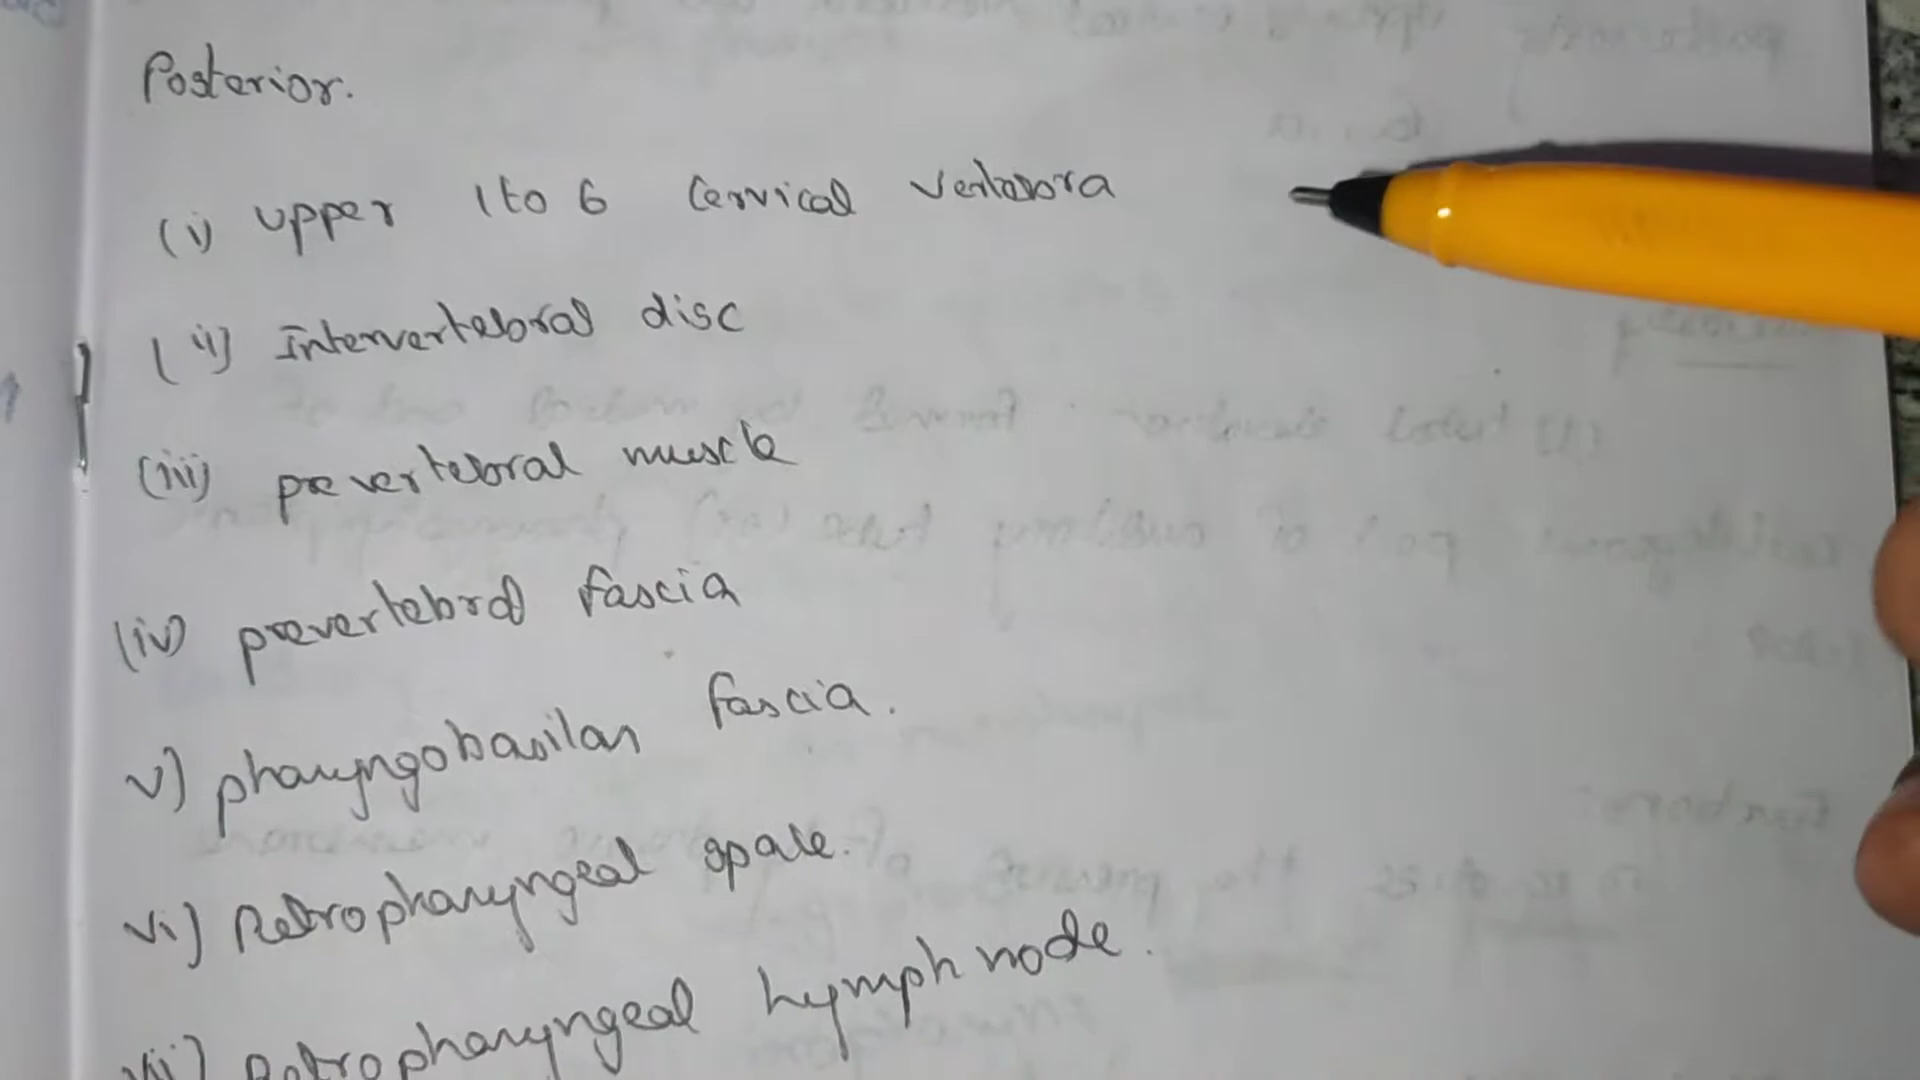 Posterior.
(i) upper 1 to 6 Cervical Vertebra
(ii) Intervertebral disc
(iii) prevertebral muscle
(iv) prevertebral fascia
v) pharyngobasilar fascia.
vi) Retropharyngeal space.
vii) Retropharyngeal lymph node.